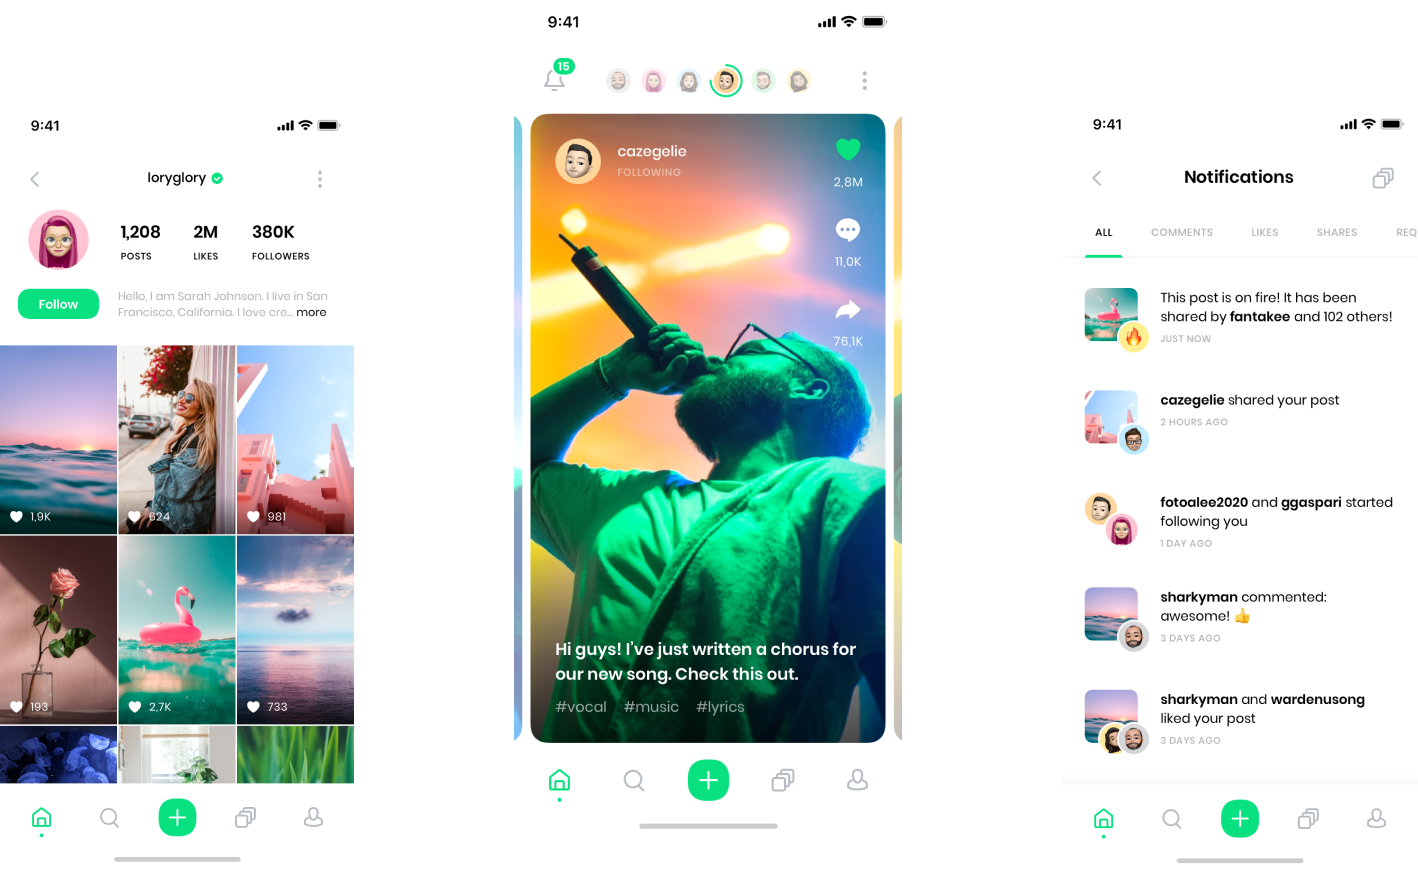 9:41
loryglory
1,208
2M
380K
POSTS
LIKES
FOLLOWERS
Follow
Hello, I am Sarah Johnson. I live in San
Francisco, California. I love cre... more
1,9K
624
981
193
2,7K
733
9:41
15
cazegelie
FOLLOWING
2,8M
11,0K
76,1K
Hi guys! I've just written a chorus for
our new song. Check this out.
#vocal #music #lyrics
9:41
Notifications
ALL COMMENTS LIKES SHARES REQ
This post is on fire! It has been
shared by fantakee and 102 others!
JUST NOW
cazegelie shared your post
2 HOURS AGO
fotoalee2020 and ggaspari started
following you
1 DAY AGO
sharkyman commented:
awesome! 👍
3 DAYS AGO
sharkyman and wardenusong
liked your post
3 DAYS AGO